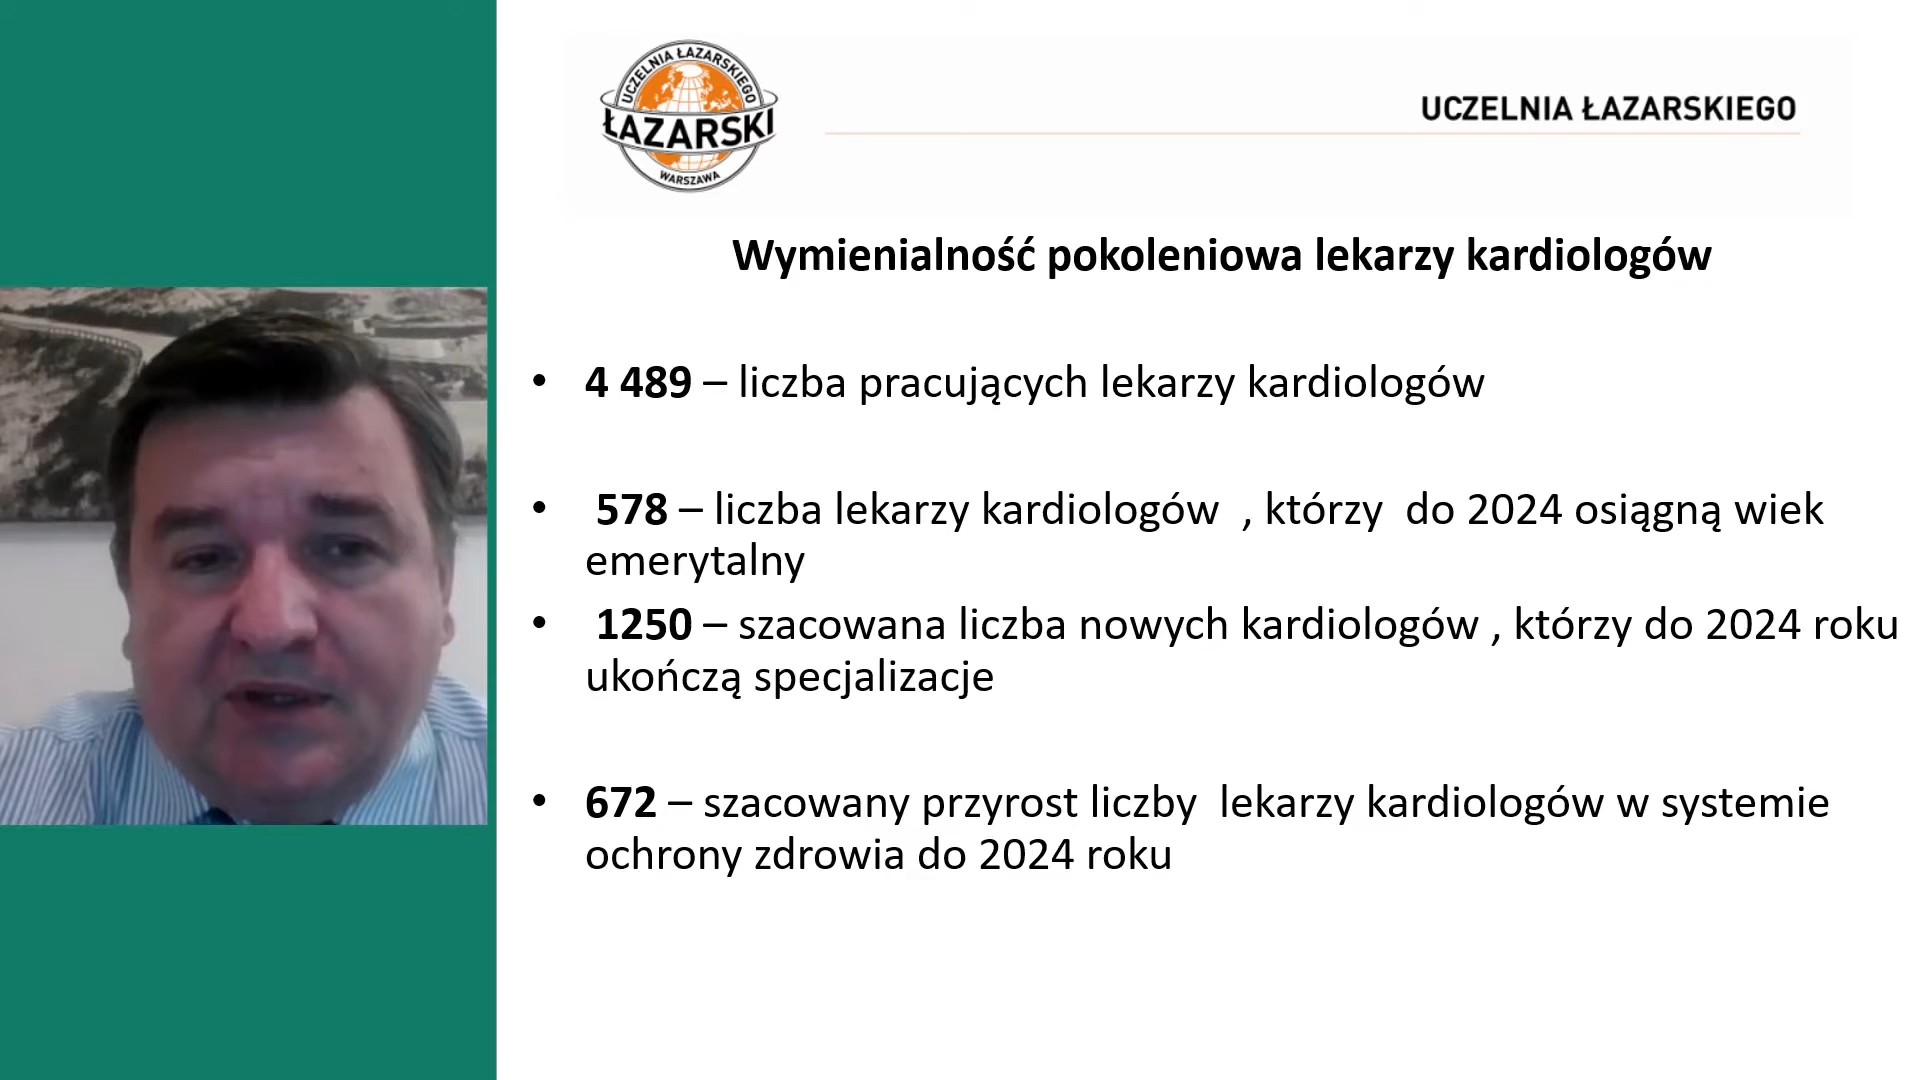 UCZELNIA ŁAZARSKIEGO
ŁAZARSKI
WARSZAWA
UCZELNIA ŁAZARSKIEGO
Wymienialność pokoleniowa lekarzy kardiologów
• 4 489 – liczba pracujących lekarzy kardiologów
• 578 – liczba lekarzy kardiologów , którzy do 2024 osiągną wiek
emerytalny
• 1250 – szacowana liczba nowych kardiologów , którzy do 2024 roku
ukończą specjalizacje
• 672 – szacowany przyrost liczby lekarzy kardiologów w systemie
ochrony zdrowia do 2024 roku